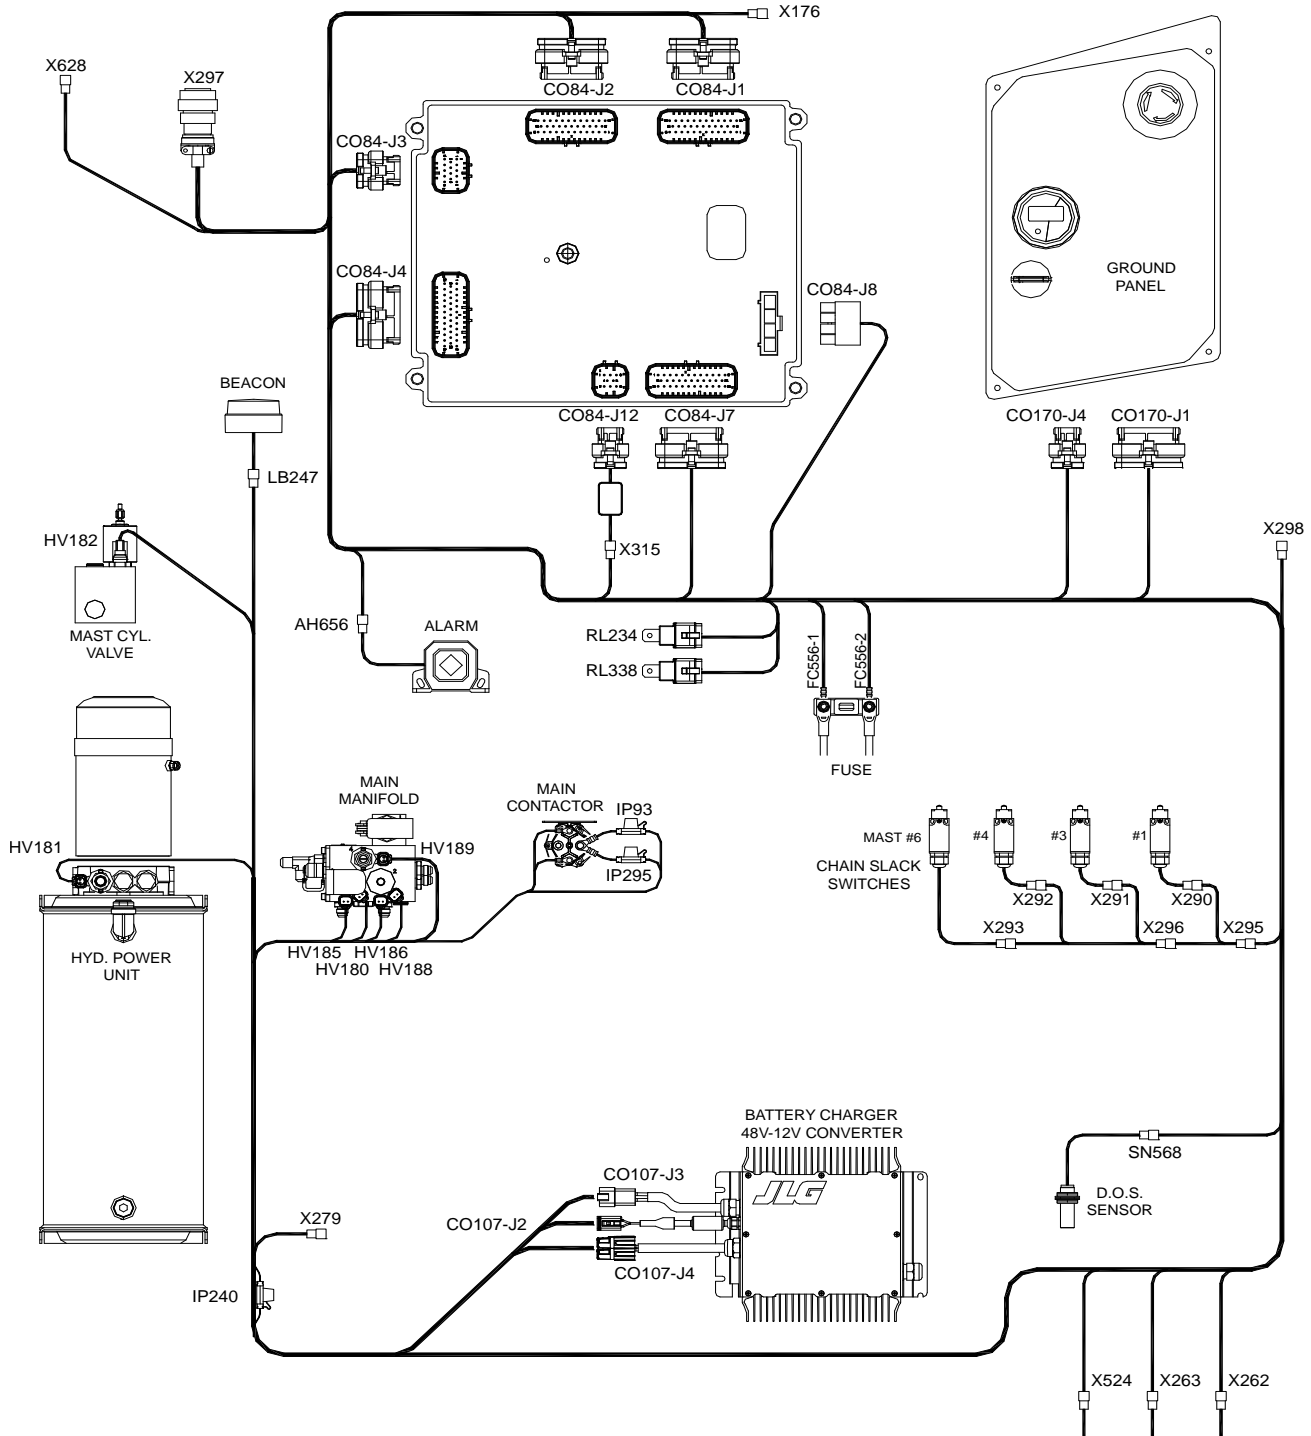 X176
X628
X297
CO84-J2
CO84-J1
CO84-J3
CO84-J4
CO84-J8
GROUND
PANEL
BEACON
LB247
CO84-J12
CO84-J7
CO170-J4
CO170-J1
HV182
X315
X298
MAST CYL.
VALVE
AH656
ALARM
RL234
RL338
FC556-1
FC556-2
FUSE
MAIN
MANIFOLD
MAIN
CONTACTOR
IP93
IP295
HV181
HV189
4
2
MAST #6
#4
#3
#1
CHAIN SLACK
SWITCHES
X292
X291
X290
X293
X296
X295
HV185
HV186
HV180
HV188
HYD. POWER
UNIT
BATTERY CHARGER
48V-12V CONVERTER
JLG
SN568
D.O.S.
SENSOR
CO107-J3
CO107-J2
CO107-J4
X279
IP240
X524
X263
X262